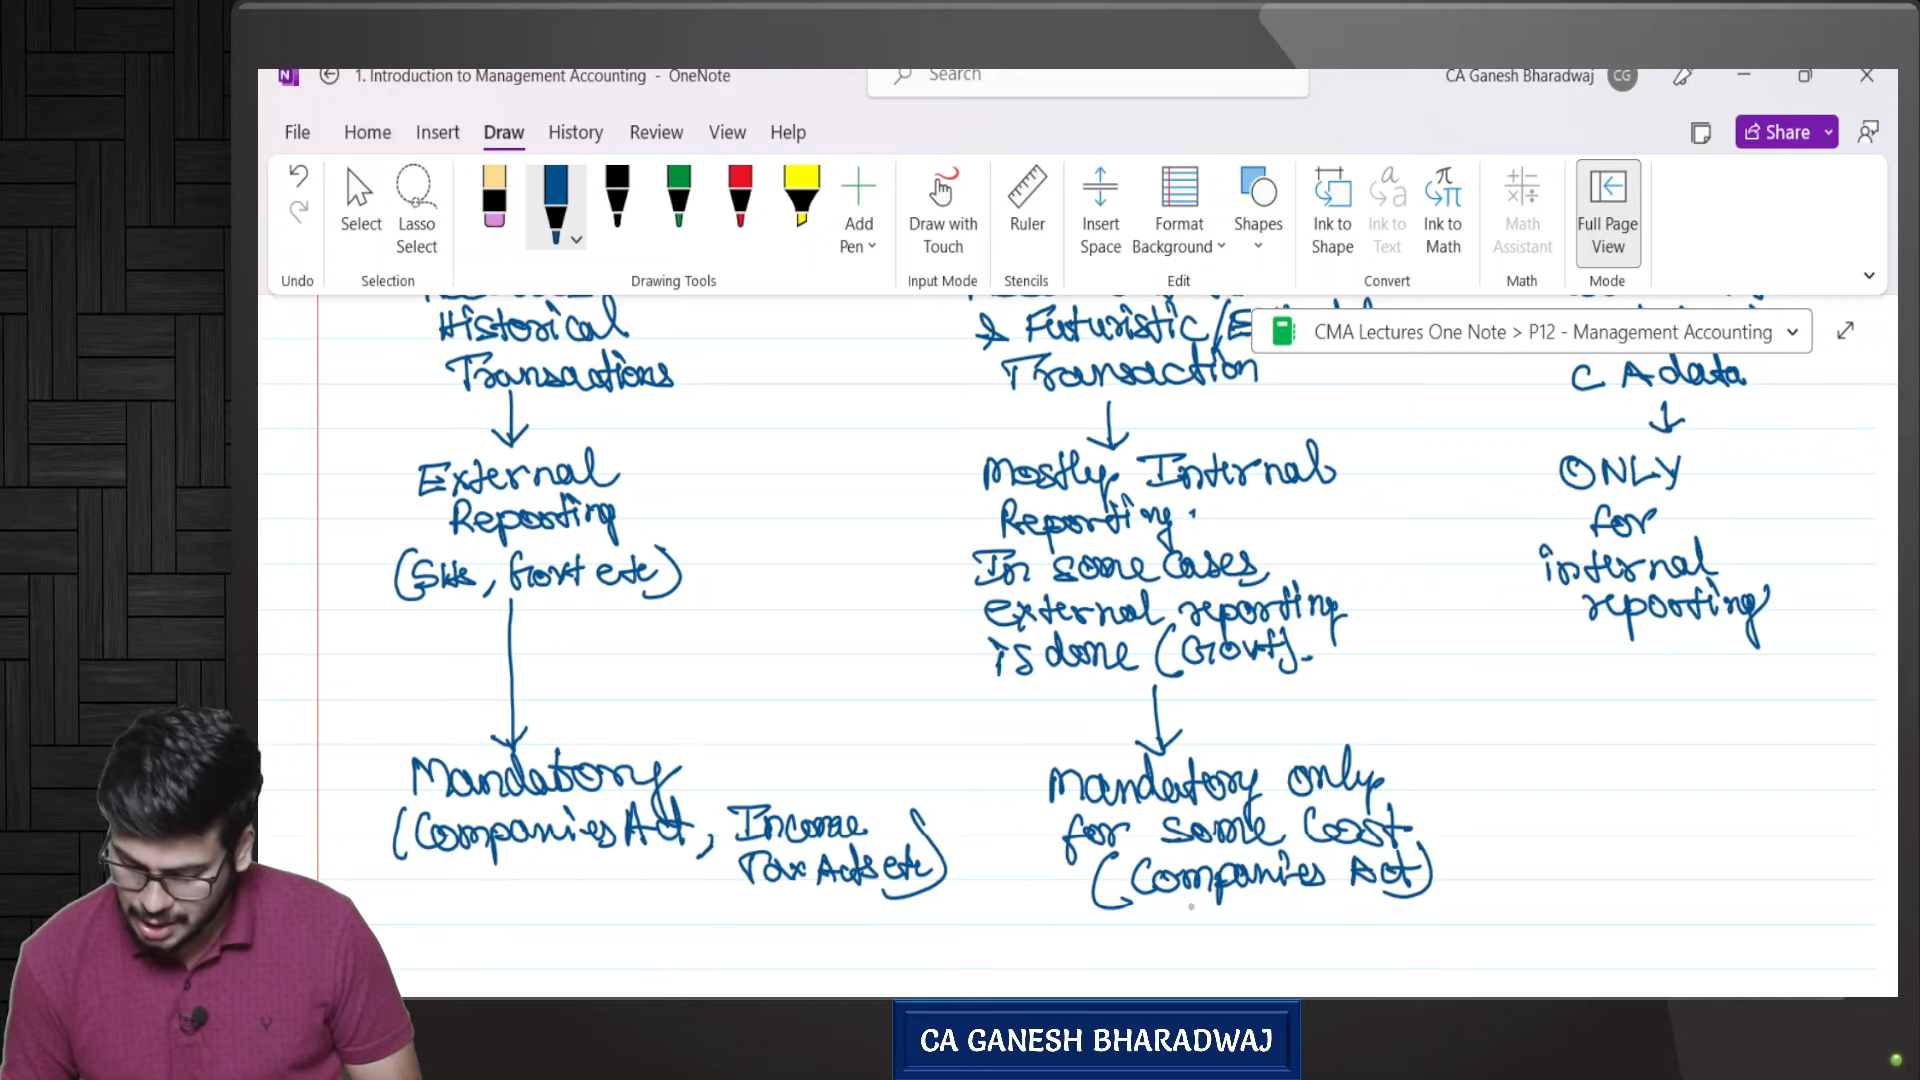 1. Introduction to Management Accounting - OneNote
Search
CA Ganesh Bharadwaj CG
File Home Insert Draw History Review View Help
Share
Select
Lasso Select
Add Pen
Draw with Touch
Ruler
Insert Space
Format Background
Shapes
Ink to Shape
Ink to Text
Ink to Math
Math Assistant
Full Page View
Undo Selection Drawing Tools Input Mode Stencils Edit Convert Math Mode
CMA Lectures One Note > P12 - Management Accounting
Historical
Transactions
External
Reporting
(SHs, Govt etc)
Mandatory
(Companies Act, Income
Tax Acts etc)
& Futuristic/
Transaction
Mostly Internal
Reporting.
In some cases
external reporting
is done (Govt).
Mandatory only
for some Cost
(Companies Act)
C A data
ONLY
for
internal
reporting
CA GANESH BHARADWAJ